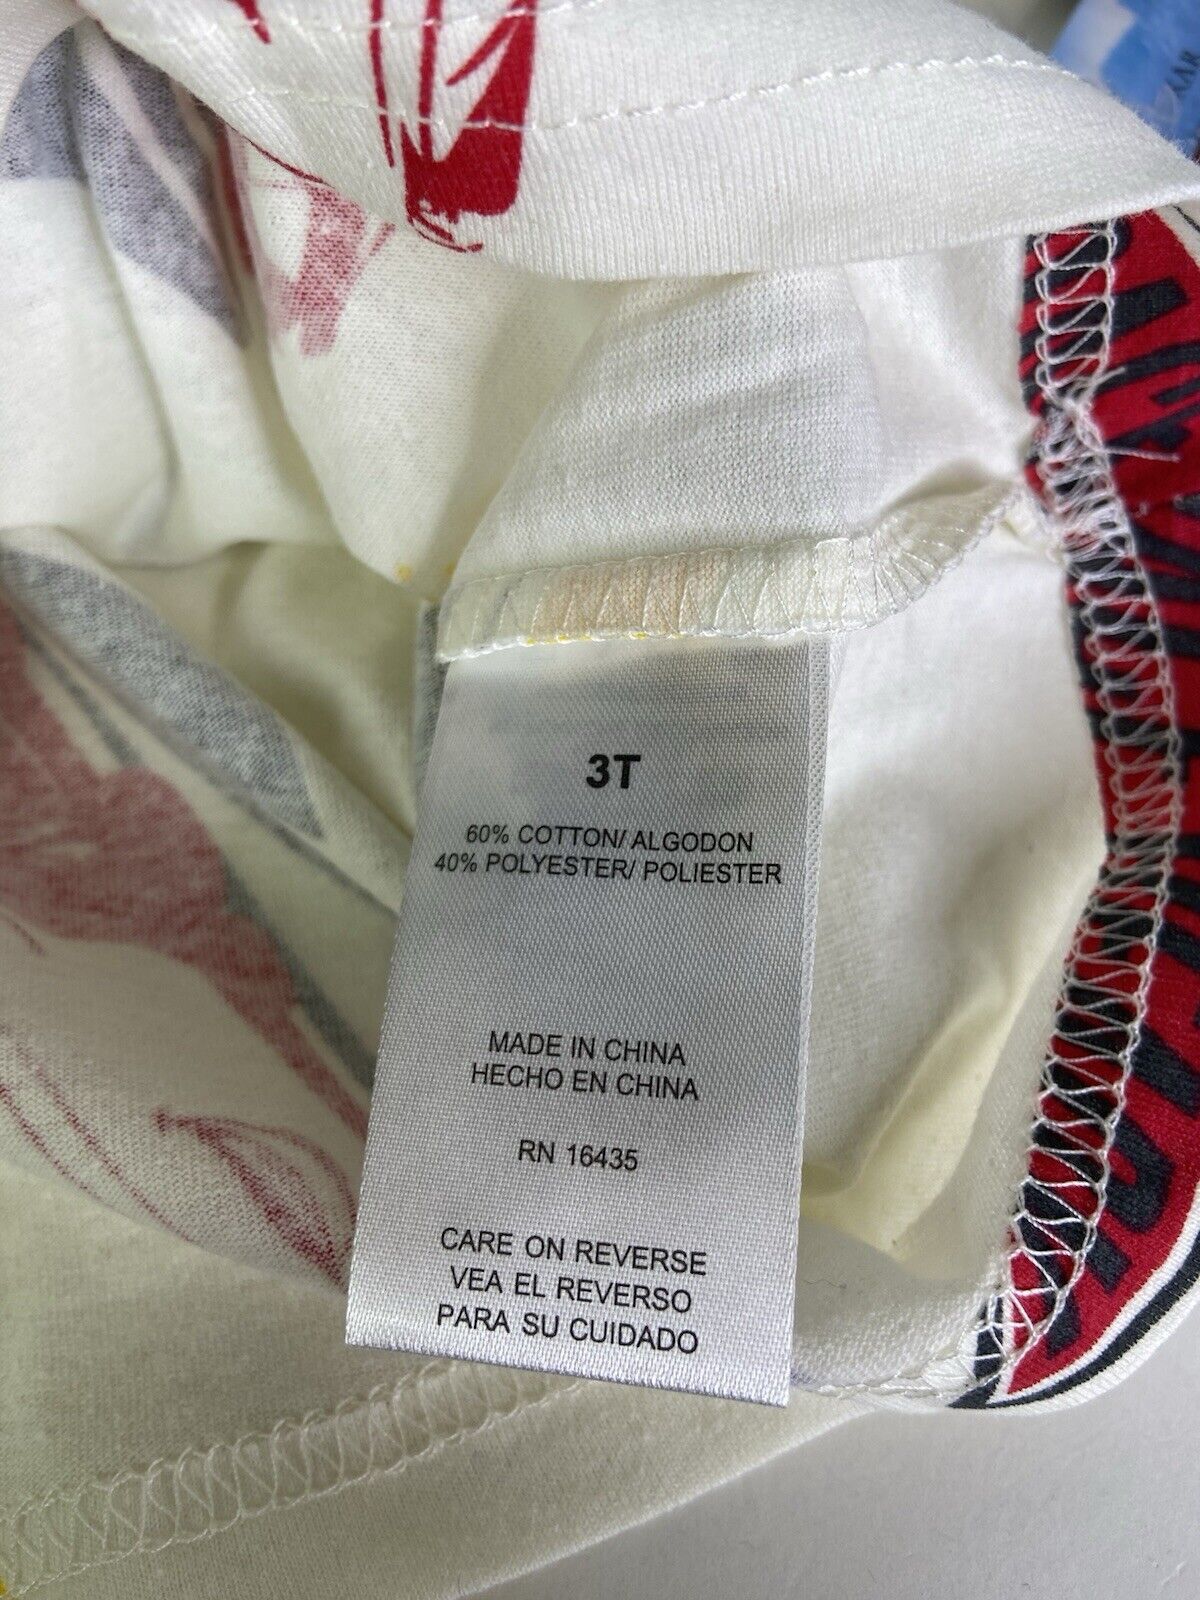 3T
60% COTTON/ ALGODON
40% POLYESTER/ POLIESTER
MADE IN CHINA
HECHO EN CHINA
RN 16435
CARE ON REVERSE
VEA EL REVERSO
PARA SU CUIDADO